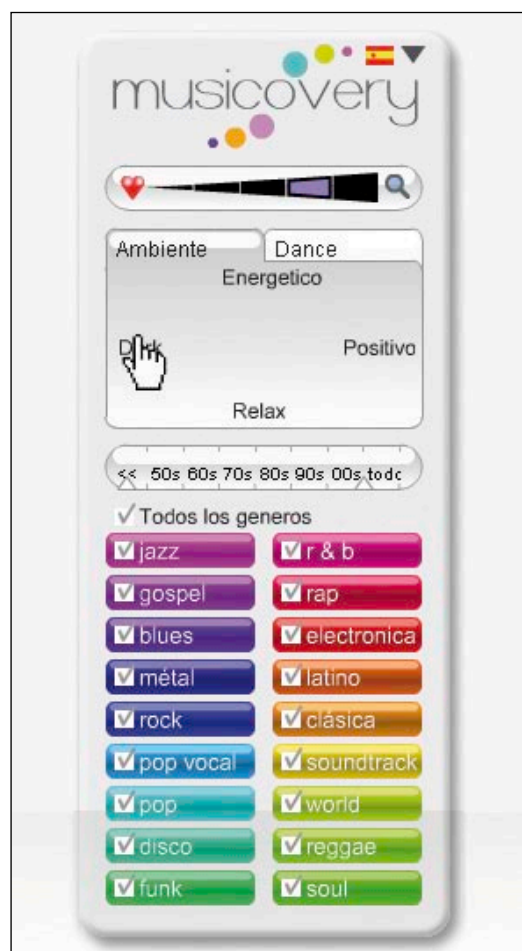 musicovery
Ambiente Dance
Energetico
Positivo
Relax
<< 50s 60s 70s 80s 90s 00s todo
Todos los generos
jazz r & b
gospel rap
blues electronica
métal latino
rock clásica
pop vocal soundtrack
pop world
disco reggae
funk soul